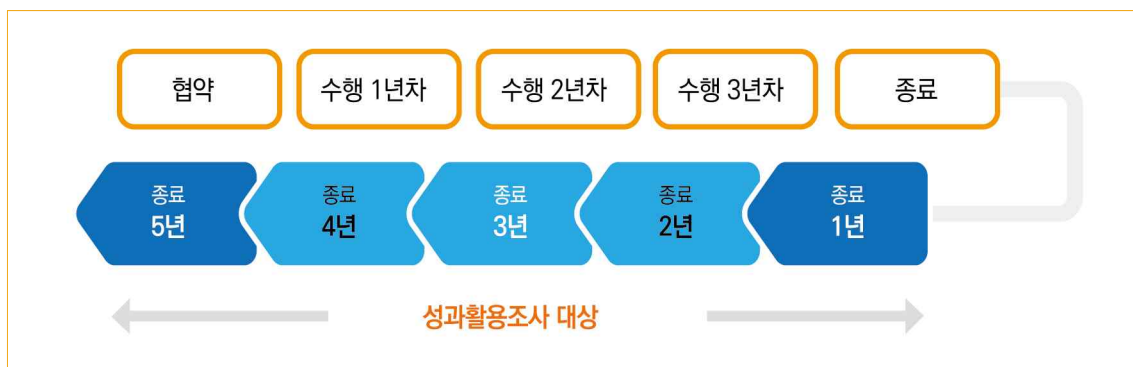 협약
수행 1년차
수행 2년차
수행 3년차
종료
종료
1년
종료
2년
종료
3년
종료
4년
종료
5년
성과활용조사 대상